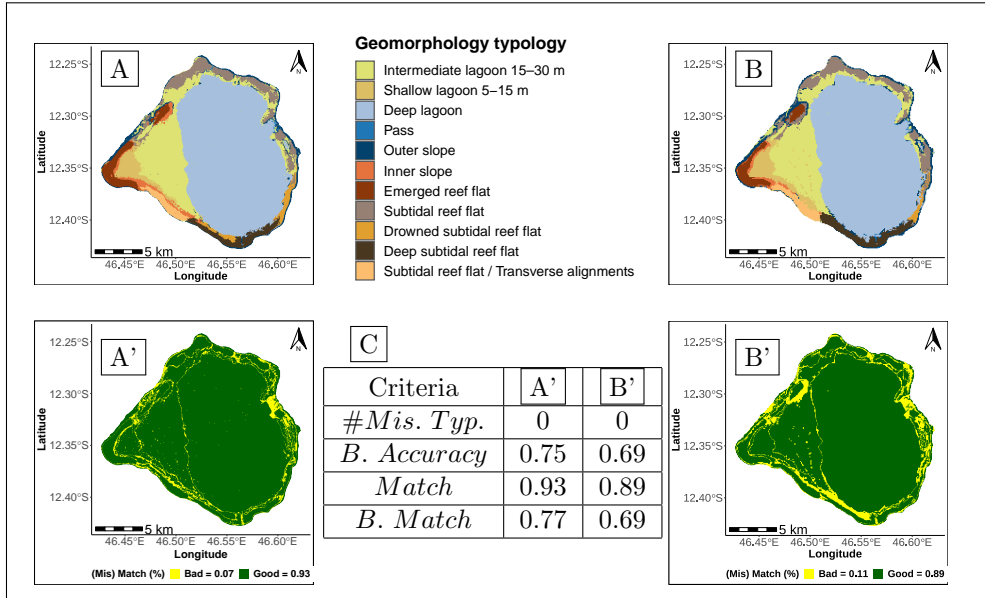 A
12.25°S
12.30°S
12.35°S
12.40°S
Latitude
N
5 km
46.45°E 46.50°E 46.55°E 46.60°E
Longitude
Geomorphology typology
Intermediate lagoon 15–30 m
Shallow lagoon 5–15 m
Deep lagoon
Pass
Outer slope
Inner slope
Emerged reef flat
Subtidal reef flat
Drowned subtidal reef flat
Deep subtidal reef flat
Subtidal reef flat / Transverse alignments
B
12.25°S
12.30°S
12.35°S
12.40°S
Latitude
N
5 km
46.45°E 46.50°E 46.55°E 46.60°E
Longitude
A'
12.25°S
12.30°S
12.35°S
12.40°S
Latitude
N
5 km
46.45°E 46.50°E 46.55°E 46.60°E
Longitude
(Mis) Match (%) Bad = 0.07 Good = 0.93
C
Criteria A' B'
#Mis. Typ. 0 0
B. Accuracy 0.75 0.69
Match 0.93 0.89
B. Match 0.77 0.69
B'
12.25°S
12.30°S
12.35°S
12.40°S
Latitude
N
5 km
46.45°E 46.50°E 46.55°E 46.60°E
Longitude
(Mis) Match (%) Bad = 0.11 Good = 0.89